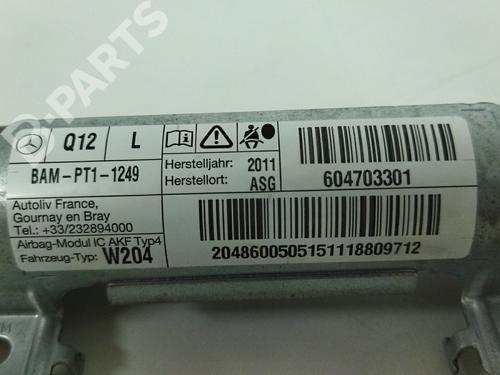 B-PARTS
Q12 L
BAM-PT1-1249
Herstelljahr: 2011
Herstellort: ASG
604703301
Autoliv France,
Gournay en Bray
Tel.: +33/232894000
Airbag-Modul IC AKF Typ4
Fahrzeug-Typ: W204
2048600505151118809712